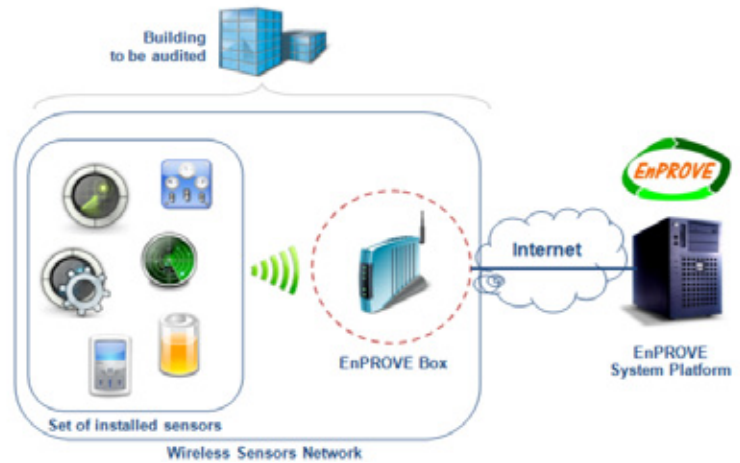 Building
to be audited
EnPROVE
Internet
EnPROVE Box
EnPROVE
System Platform
Set of installed sensors
Wireless Sensors Network